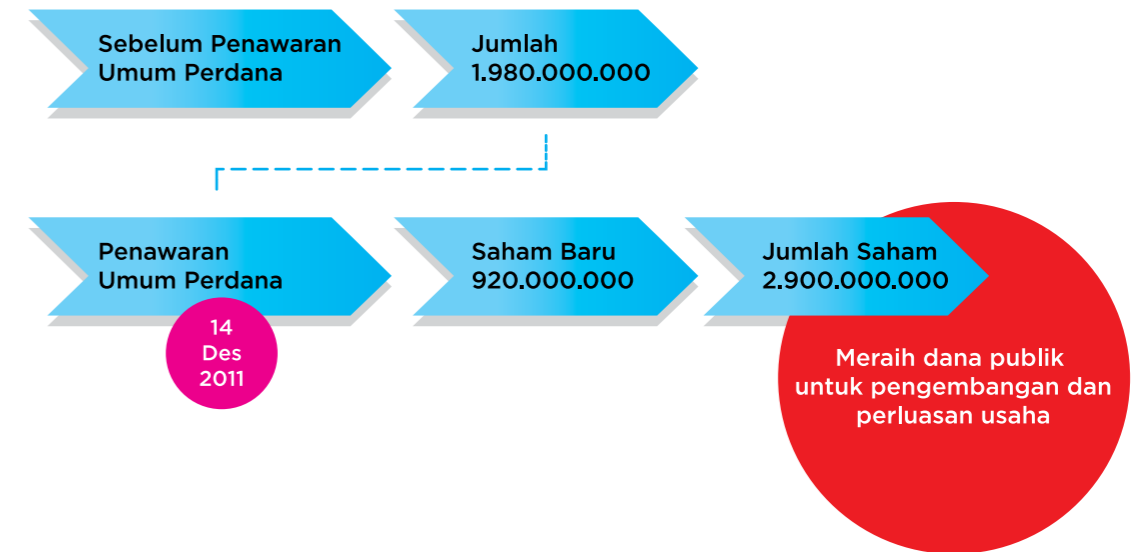 Sebelum Penawaran
Umum Perdana
Jumlah
1.980.000.000
Penawaran
Umum Perdana
14
Des
2011
Saham Baru
920.000.000
Jumlah Saham
2.900.000.000
Meraih dana publik
untuk pengembangan dan
perluasan usaha